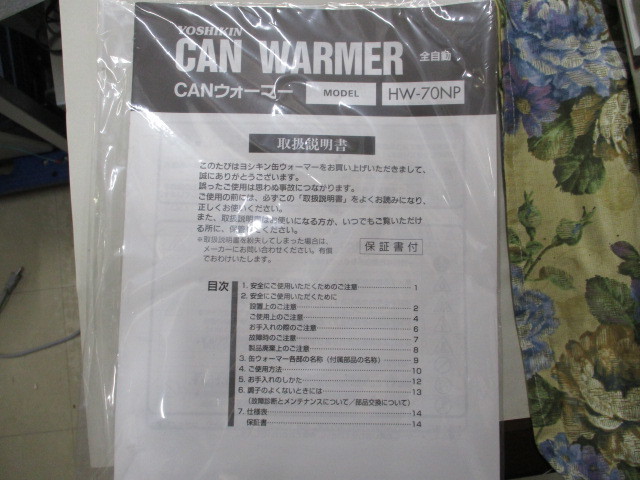 YOSHIKIN
CAN WARMER 全自動
CANウォーマー MODEL HW-70NP
取扱説明書
このたびはヨシキン缶ウォーマーをお買い上げいただきまして、
誠にありがとうございます。
誤ったご使用は思わぬ事故につながります。
ご使用の前には、必ずこの「取扱説明書」をよくお読みになり、
正しくお使いください。
また、取扱説明書はお使いになる方が、いつでもご覧いただけ
る所に、保管してください。
※取扱説明書を紛失してしまった場合は、
メーカーにお問い合わせください。有償
でおわけいたします。
保証書付
目次
1. 安全にご使用いただくためのご注意 1
2. 安全にご使用いただくために
設置上のご注意 2
ご使用上のご注意 4
お手入れの際のご注意 6
故障時のご注意 7
製品廃棄上のご注意 8
3. 缶ウォーマー各部の名称（付属部品の名称） 9
4. ご使用方法 10
5. お手入れのしかた 12
6. 調子のよくないときには 13
（故障診断とメンテナンスについて／部品交換について）
7. 仕様表 14
保証書 14